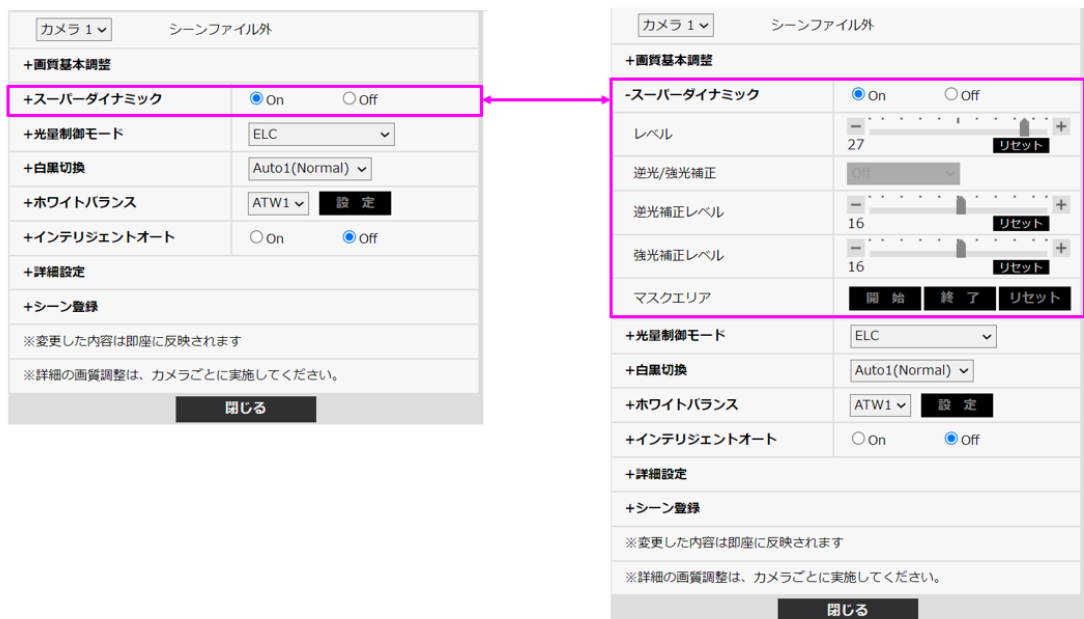 カメラ 1 シーンファイル外
+画質基本調整
+スーパーダイナミック On Off
+光量制御モード ELC
+白黒切換 Auto1(Normal)
+ホワイトバランス ATW1 設 定
+インテリジェントオート On Off
+詳細設定
+シーン登録
※変更した内容は即座に反映されます
※詳細の画質調整は、カメラごとに実施してください。
閉じる
カメラ 1 シーンファイル外
+画質基本調整
-スーパーダイナミック On Off
レベル
27 リセット
逆光/強光補正 Off
逆光補正レベル
16 リセット
強光補正レベル
16 リセット
マスクエリア 開 始 終 了 リセット
+光量制御モード ELC
+白黒切換 Auto1(Normal)
+ホワイトバランス ATW1 設 定
+インテリジェントオート On Off
+詳細設定
+シーン登録
※変更した内容は即座に反映されます
※詳細の画質調整は、カメラごとに実施してください。
閉じる